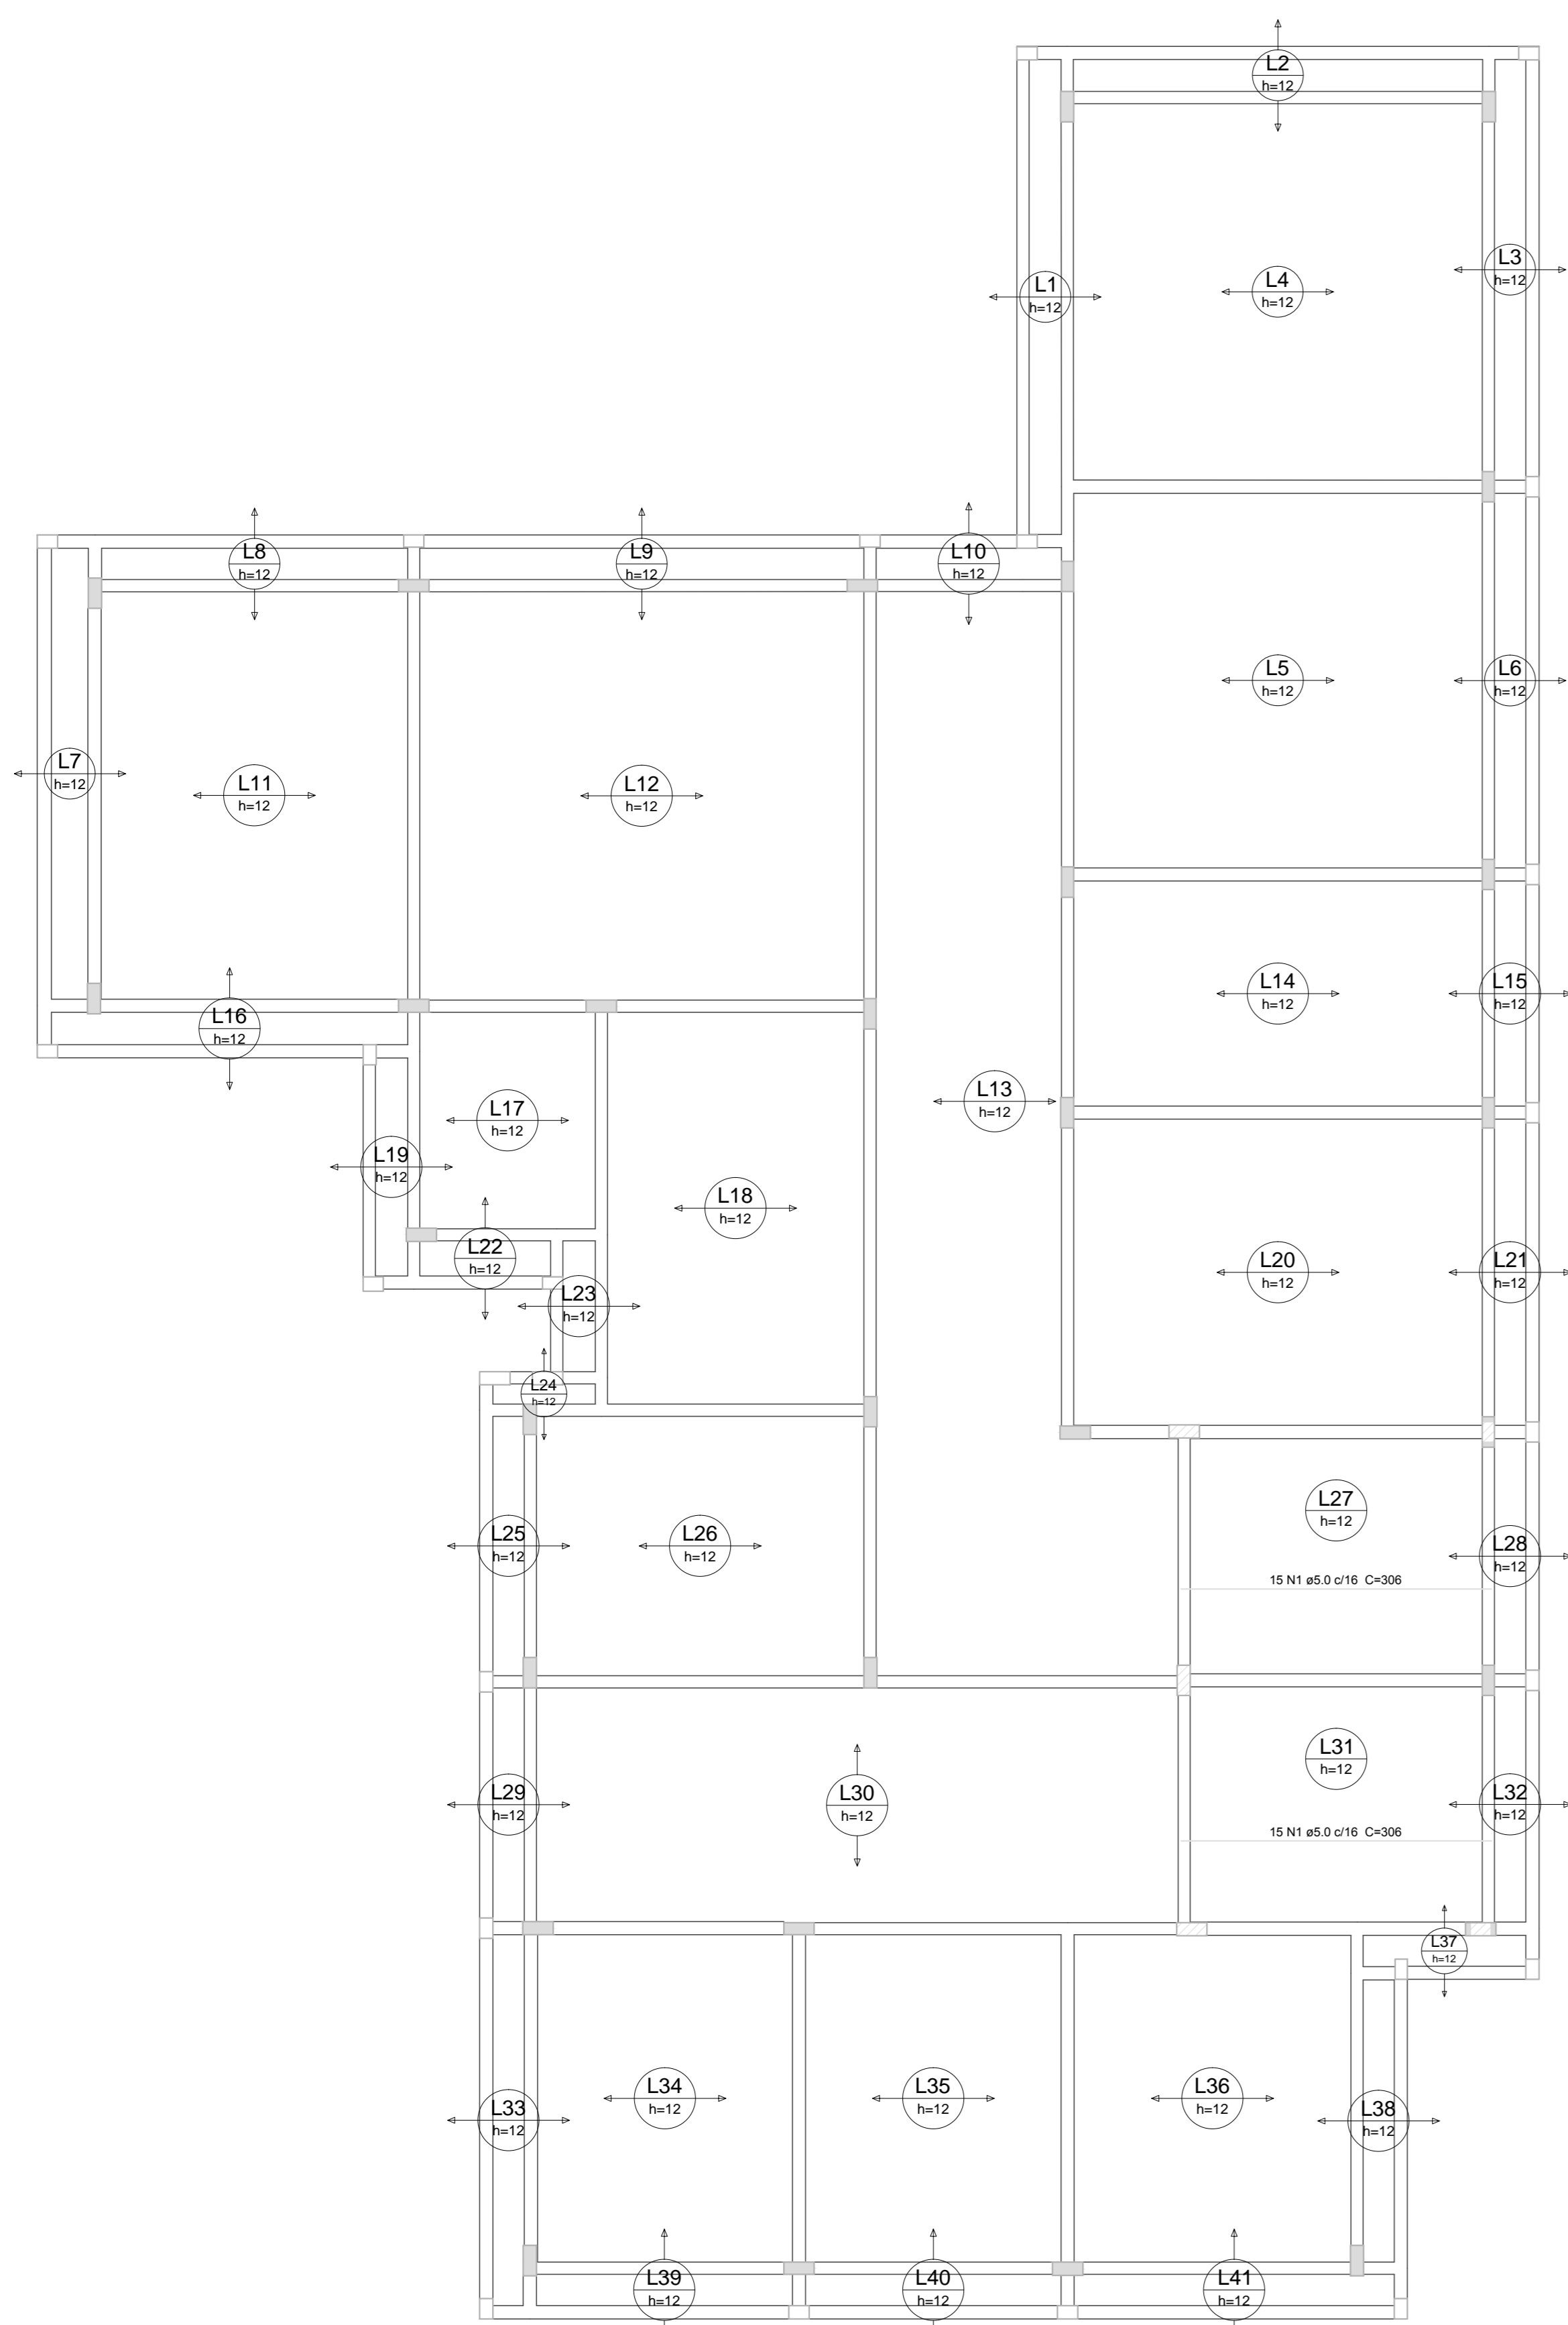 L2
h=12
L3
h=12
L1
h=12
L4
h=12
L8
h=12
L9
h=12
L10
h=12
L5
h=12
L6
h=12
L7
h=12
L11
h=12
L12
h=12
L14
h=12
L15
h=12
L16
h=12
L13
h=12
L17
h=12
L19
h=12
L18
h=12
L22
h=12
L20
h=12
L21
h=12
L23
h=12
L24
h=12
L27
h=12
L25
h=12
L26
h=12
L28
h=12
15 N1 ø5.0 c/16 C=306
L31
h=12
L29
h=12
L30
h=12
L32
h=12
15 N1 ø5.0 c/16 C=306
L37
h=12
L34
h=12
L35
h=12
L36
h=12
L33
h=12
L38
h=12
L39
h=12
L40
h=12
L41
h=12